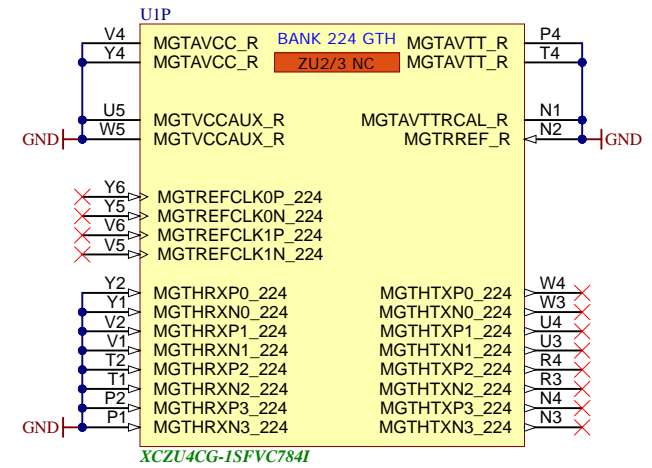 U1P
V4 MGTAVCC_R BANK 224 GTH MGTAVTT_R P4
Y4 MGTAVCC_R ZU2/3 NC MGTAVTT_R T4
U5 MGTVCCAUX_R MGTAVTTRCAL_R N1
GND W5 MGTVCCAUX_R MGTRREF_R N2 GND
Y6 MGTREFCLK0P_224
Y5 MGTREFCLK0N_224
V6 MGTREFCLK1P_224
V5 MGTREFCLK1N_224
Y2 MGTHRXP0_224 MGTHTXP0_224 W4
Y1 MGTHRXN0_224 MGTHTXN0_224 W3
V2 MGTHRXP1_224 MGTHTXP1_224 U4
V1 MGTHRXN1_224 MGTHTXN1_224 U3
T2 MGTHRXP2_224 MGTHTXP2_224 R4
T1 MGTHRXN2_224 MGTHTXN2_224 R3
P2 MGTHRXP3_224 MGTHTXP3_224 N4
GND P1 MGTHRXN3_224 MGTHTXN3_224 N3
XCZU4CG-1SFVC784I